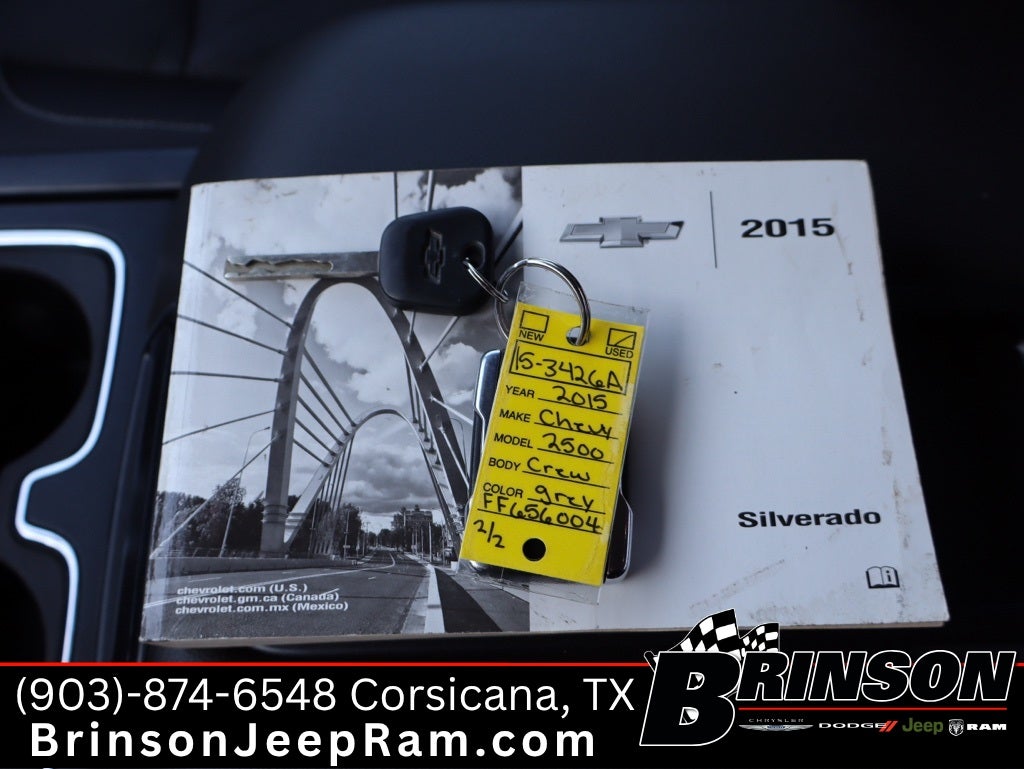 2015
NEW
USED
15-3426A
YEAR 2015
MAKE Chevy
MODEL 2500
BODY Crew
COLOR grey
FF656004
2/2
Silverado
chevrolet.com (U.S.)
chevrolet.gm.ca (Canada)
chevrolet.com.mx (Mexico)
(903)-874-6548 Corsicana, TX
BrinsonJeepRam.com
BRINSON
CHRYSLER DODGE Jeep RAM